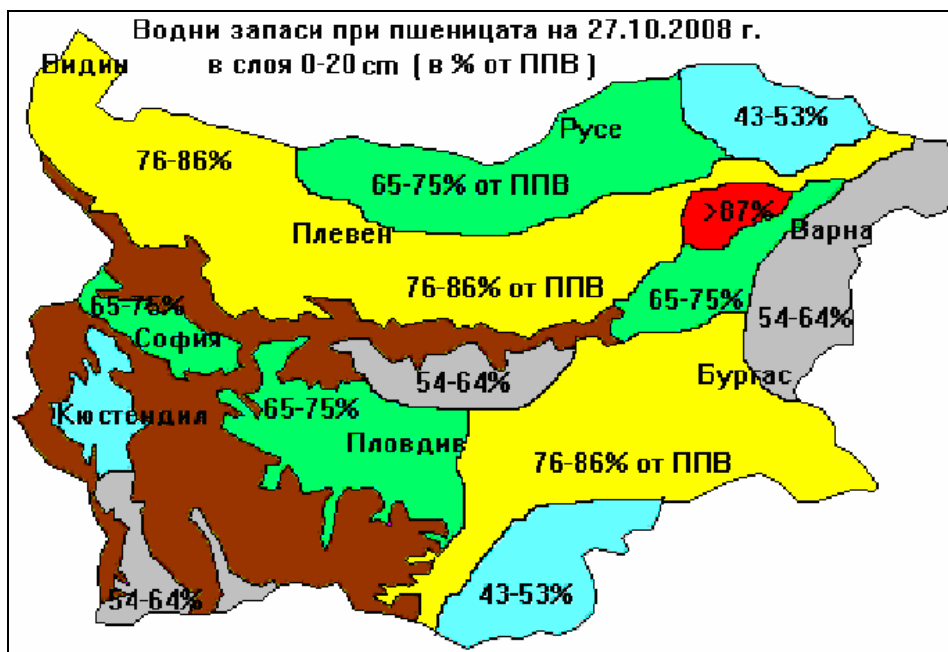 Водни запаси при пшеницата на 27.10.2008 г.
в слоя 0-20 cm ( в % от ППВ )
Видин
43-53%
Русе
76-86%
65-75% от ППВ
>87%
Плевен
Варна
76-86% от ППВ
65-75%
65-75%
54-64%
София
54-64%
Бургас
Кюстендил
65-75%
Пловдив
76-86% от ППВ
54-64%
43-53%